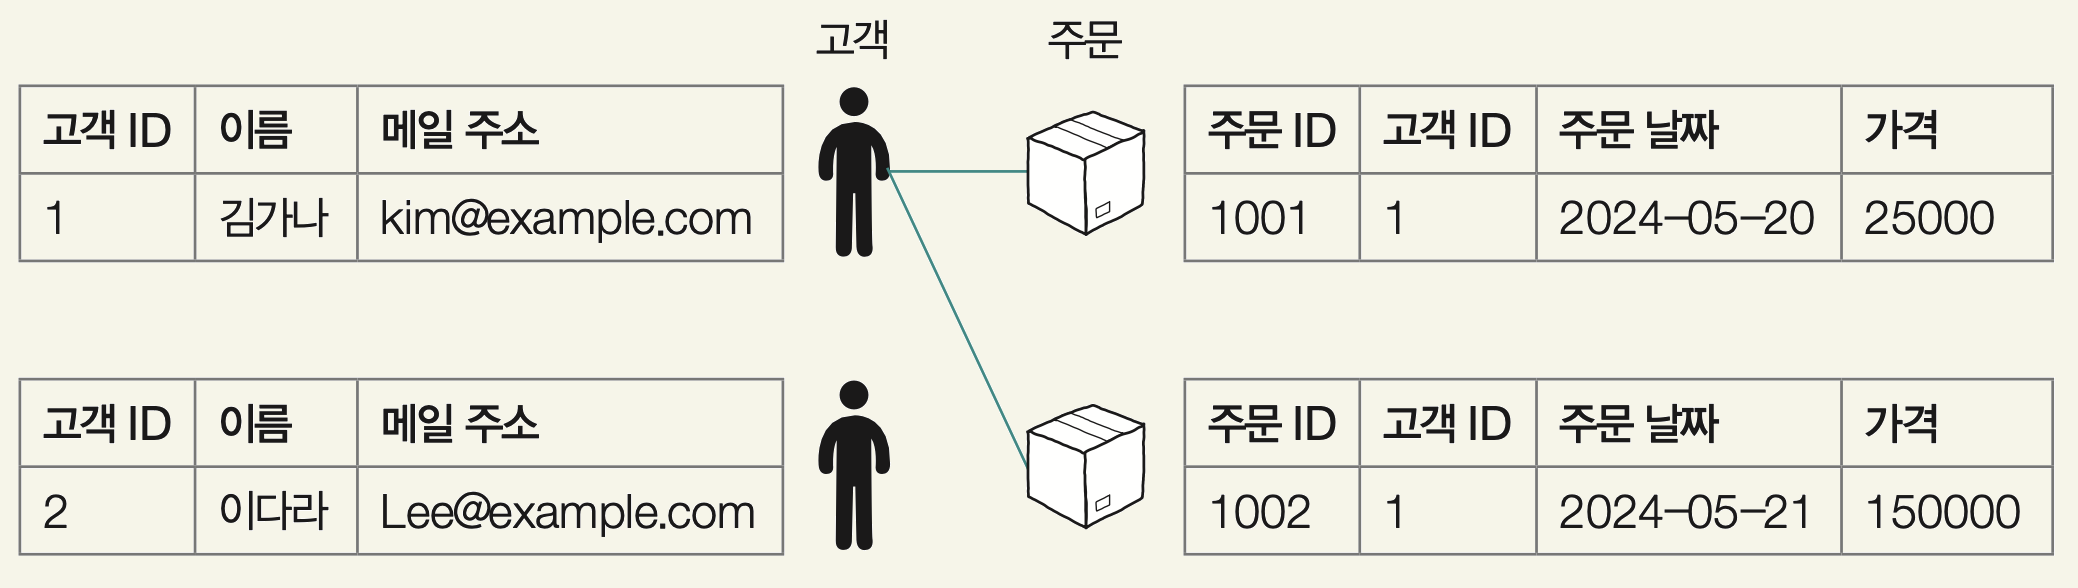 고객 주문
고객 ID 이름 메일 주소
1 김가나 kim@example.com
주문 ID 고객 ID 주문 날짜 가격
1001 1 2024-05-20 25000
고객 ID 이름 메일 주소
2 이다라 Lee@example.com
주문 ID 고객 ID 주문 날짜 가격
1002 1 2024-05-21 150000